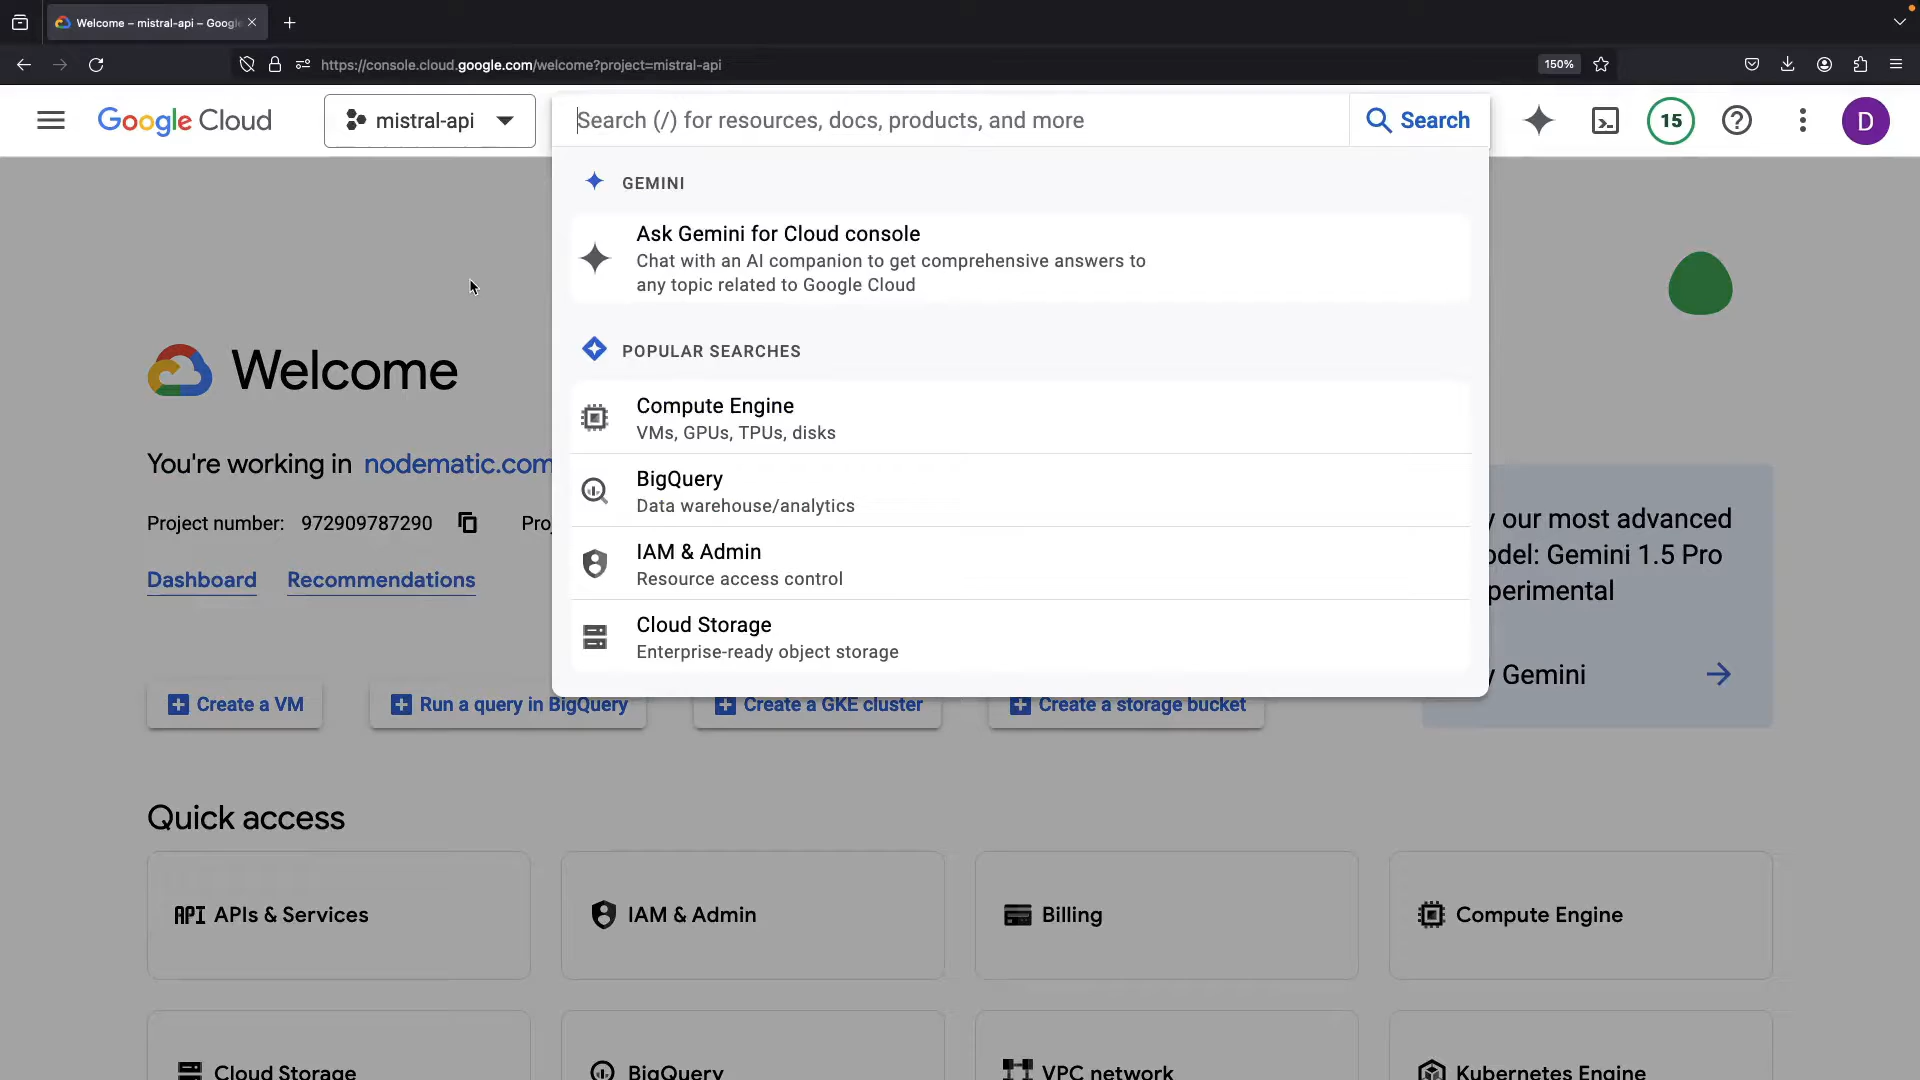 Welcome – mistral-api – Google
https://console.cloud.google.com/welcome?project=mistral-api
150%
Google Cloud
mistral-api
Search (/) for resources, docs, products, and more
Search
15
D
GEMINI
Ask Gemini for Cloud console
Chat with an AI companion to get comprehensive answers to
any topic related to Google Cloud
POPULAR SEARCHES
Compute Engine
VMs, GPUs, TPUs, disks
BigQuery
Data warehouse/analytics
IAM & Admin
Resource access control
Cloud Storage
Enterprise-ready object storage
Welcome
You're working in nodematic.com
Project number: 972909787290
Dashboard
Recommendations
our most advanced
Gemini 1.5 Pro
Gemini
Create a VM
Run a query in BigQuery
Create a GKE cluster
Create a storage bucket
Quick access
API APIs & Services
IAM & Admin
Billing
Compute Engine
Cloud Storage
BigQuery
VPC network
Kubernetes Engine